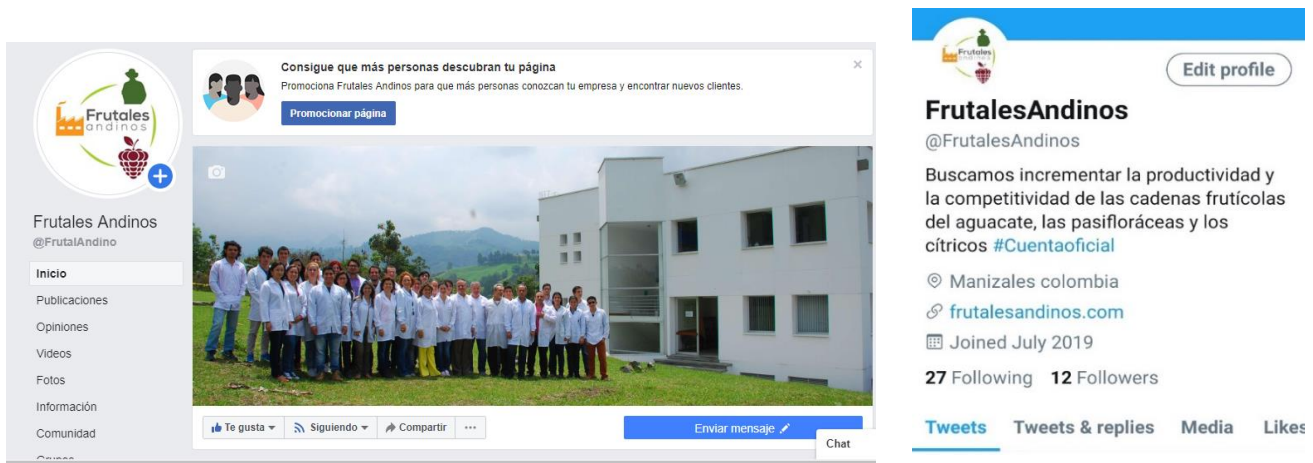 Frutales
andinos
Frutales Andinos
@FrutalAndino
Inicio
Publicaciones
Opiniones
Videos
Fotos
Información
Comunidad
Consigue que más personas descubran tu página
Promociona Frutales Andinos para que más personas conozcan tu empresa y encontrar nuevos clientes.
Promocionar página
Te gusta
Siguiendo
Compartir
Enviar mensaje
Chat
Frutales
andinos
Edit profile
FrutalesAndinos
@FrutalesAndinos
Buscamos incrementar la productividad y
la competitividad de las cadenas frutícolas
del aguacate, las pasifloráceas y los
cítricos #Cuentaoficial
Manizales colombia
frutalesandinos.com
Joined July 2019
27 Following 12 Followers
Tweets Tweets & replies Media Likes